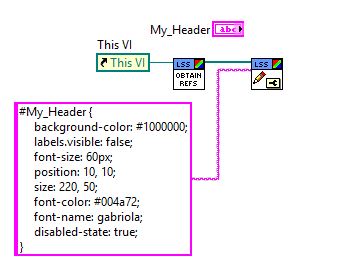 My_Header
abc
This VI
This VI
LSS
OBTAIN
REFS
LSS
#My_Header {
background-color: #1000000;
labels.visible: false;
font-size: 60px;
position: 10, 10;
size: 220, 50;
font-color: #004a72;
font-name: gabriola;
disabled-state: true;
}